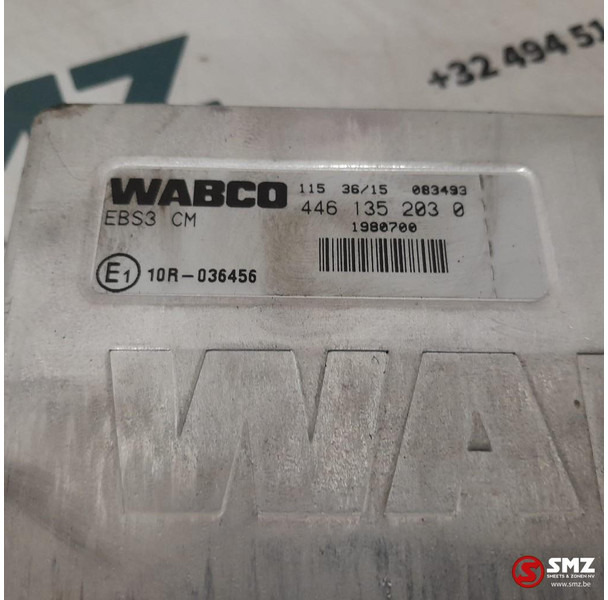 +32 494 51
WABCO 115 36/15 083493
EBS3 CM 446 135 203 0
1980700
E1 10R-036456
WA
SMZ
SMEETS & ZONEN NV
www.smz.be